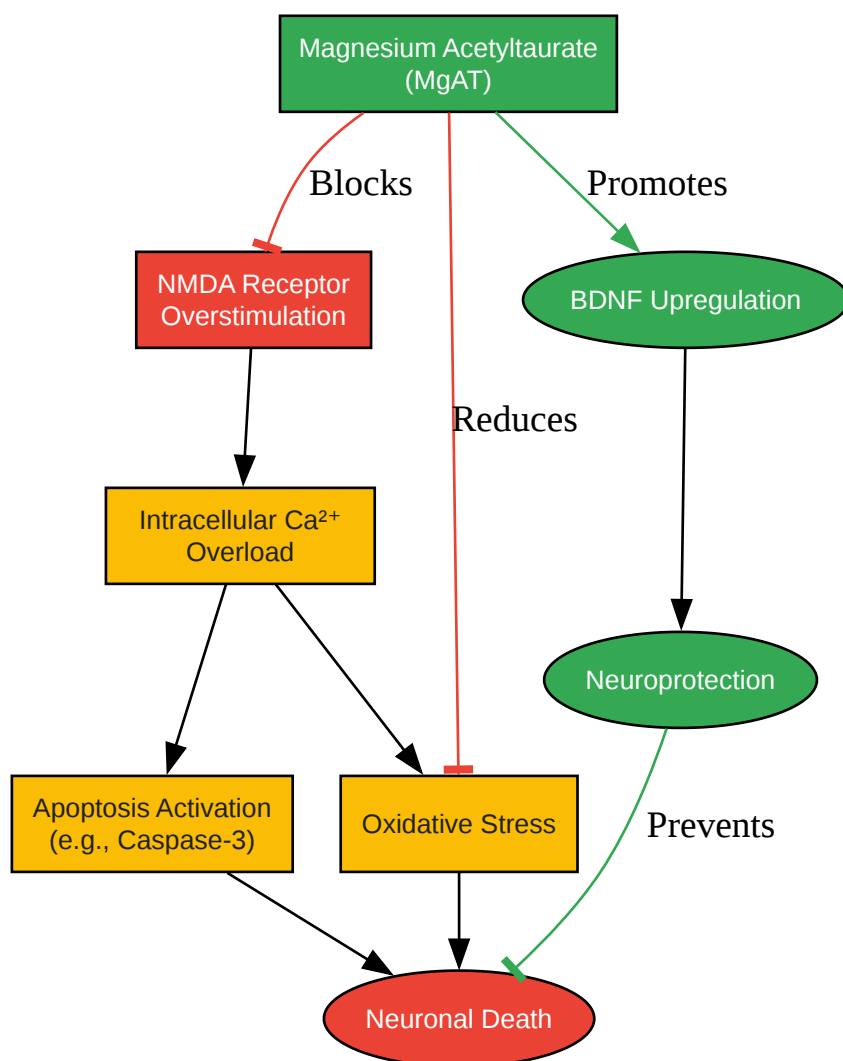 Magnesium Acetyltaurate
(MgAT)
Blocks
Promotes
NMDA Receptor
Overstimulation
BDNF Upregulation
Reduces
Intracellular Ca²⁺
Overload
Neuroprotection
Apoptosis Activation
(e.g., Caspase-3)
Oxidative Stress
Prevents
Neuronal Death